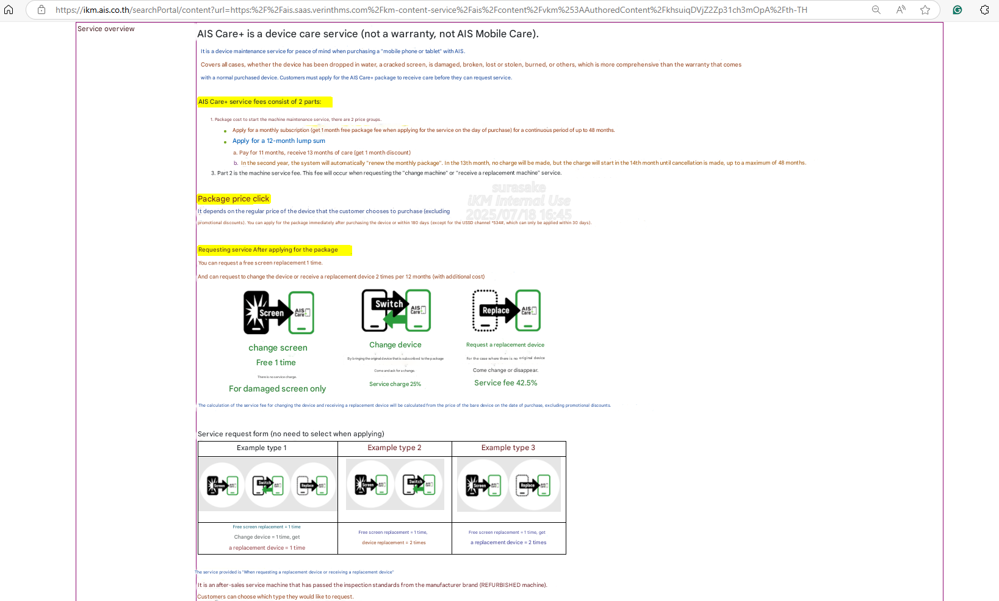 https://ikm.ais.co.th/searchPortal/content?url=https:%2F%2Fais.saas.verinthms.com%2Fkm-content-service%2Fais%2Fcontent%2Fvkm%253AAuthoredContent%2FkhsuiqDVjZ2Zp31ch3mOpA%2Fth-TH
Service overview
AIS Care+ is a device care service (not a warranty, not AIS Mobile Care).
It is a device maintenance service for peace of mind when purchasing a "mobile phone or tablet" with AIS.
Covers all cases, whether the device has been dropped in water, a cracked screen, is damaged, broken, lost or stolen, burned, or others, which is more comprehensive than the warranty that comes
with a normal purchased device. Customers must apply for the AIS Care+ package to receive care before they can request service.
AIS Care+ service fees consist of 2 parts:
1. Package cost to start the machine maintenance service, there are 2 price groups.
Apply for a monthly subscription (get 1 month free package fee when applying for the service on the day of purchase) for a continuous period of up to 48 months.
Apply for a 12-month lump sum
a. Pay for 11 months, receive 13 months of care (get 1 month discount)
b. In the second year, the system will automatically "renew the monthly package". In the 13th month, no charge will be made, but the charge will start in the 14th month until cancellation is made, up to a maximum of 48 months.
3. Part 2 is the machine service fee. This fee will occur when requesting the "change machine" or "receive a replacement machine" service.
surasake
iKM Internal Use
2025/07/18 16:45
Package price click
It depends on the regular price of the device that the customer chooses to purchase (excluding
promotional discounts). You can apply for the package immediately after purchasing the device or within 180 days (except for the USSD channel *534#, which can only be applied within 30 days).
Requesting service After applying for the package
You can request a free screen replacement 1 time.
And can request to change the device or receive a replacement device 2 times per 12 months (with additional cost)
Screen AIS Care+
Switch AIS Care+
Replace AIS Care+
change screen
Free 1 time
There is no service charge.
For damaged screen only
Change device
By bringing the original device that is subscribed to the package
Come and ask for a change.
Service charge 25%
Request a replacement device
For the case where there is no original device
Come change or disappear.
Service fee 42.5%
The calculation of the service fee for changing the device and receiving a replacement device will be calculated from the price of the bare device on the date of purchase, excluding promotional discounts.
Service request form (no need to select when applying)
Example type 1
Example type 2
Example type 3
Screen Switch Replace
Screen Switch
Screen Replace
Free screen replacement = 1 time
Change device = 1 time, get
a replacement device = 1 time
Free screen replacement = 1 time,
device replacement = 2 times
Free screen replacement = 1 time, get
a replacement device = 2 times
The service provided is "When requesting a replacement device or receiving a replacement device"
It is an after-sales service machine that has passed the inspection standards from the manufacturer brand (REFURBISHED machine).
Customers can choose which type they would like to request.